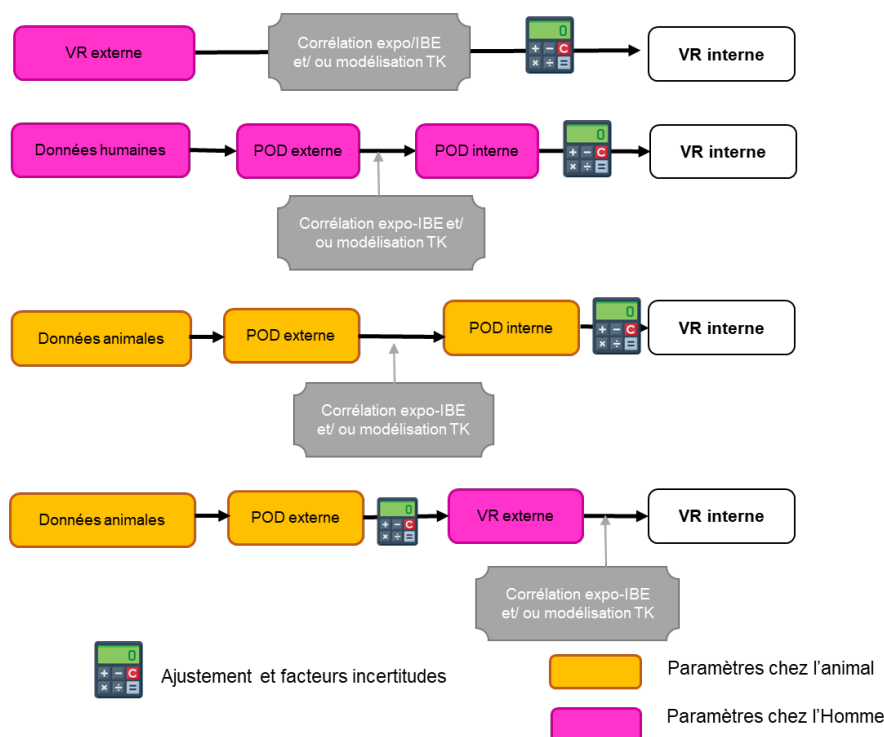 VR externe
Corrélation expo/IBE
et/ ou modélisation TK
VR interne
Données humaines
POD externe
POD interne
VR interne
Corrélation expo-IBE et/
ou modélisation TK
Données animales
POD externe
POD interne
VR interne
Corrélation expo-IBE
et/ ou modélisation TK
Données animales
POD externe
VR externe
VR interne
Corrélation expo-IBE
et/ ou modélisation TK
Ajustement et facteurs incertitudes
Paramètres chez l'animal
Paramètres chez l'Homme